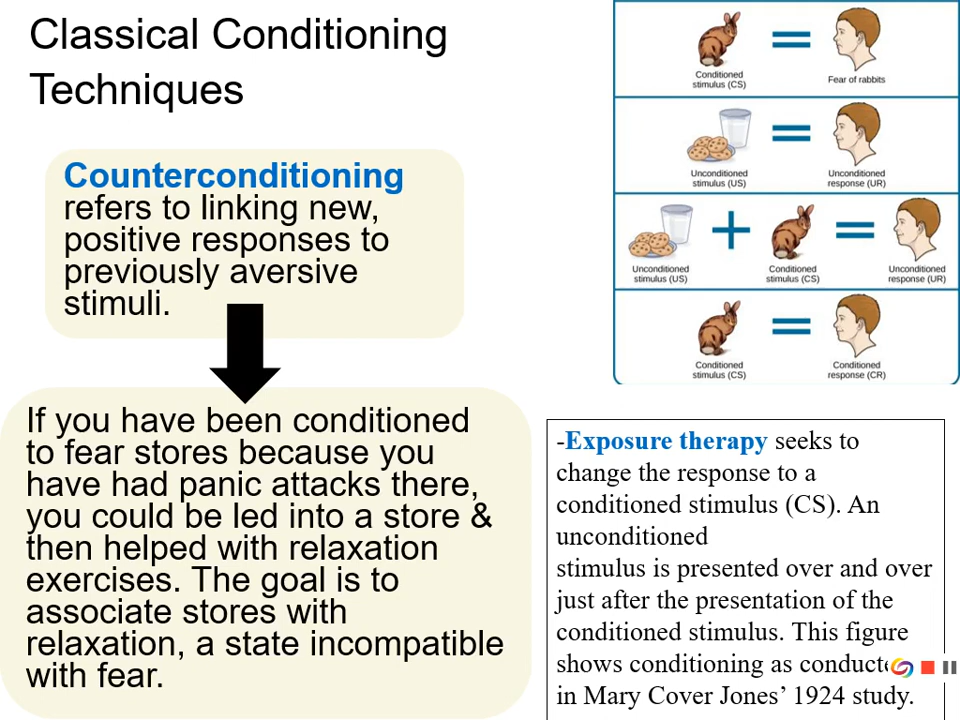 Classical Conditioning
Techniques
Counterconditioning
refers to linking new,
positive responses to
previously aversive
stimuli.
If you have been conditioned
to fear stores because you
have had panic attacks there,
you could be led into a store &
then helped with relaxation
exercises. The goal is to
associate stores with
relaxation, a state incompatible
with fear.
Conditioned
stimulus (CS)
Fear of rabbits
Unconditioned
stimulus (US)
Unconditioned
response (UR)
Unconditioned
stimulus (US)
Conditioned
stimulus (CS)
Unconditioned
response (UR)
Conditioned
stimulus (CS)
Conditioned
response (CR)
-Exposure therapy seeks to
change the response to a
conditioned stimulus (CS). An
unconditioned
stimulus is presented over and over
just after the presentation of the
conditioned stimulus. This figure
shows conditioning as
in Mary Cover Jones’ 1924 study.